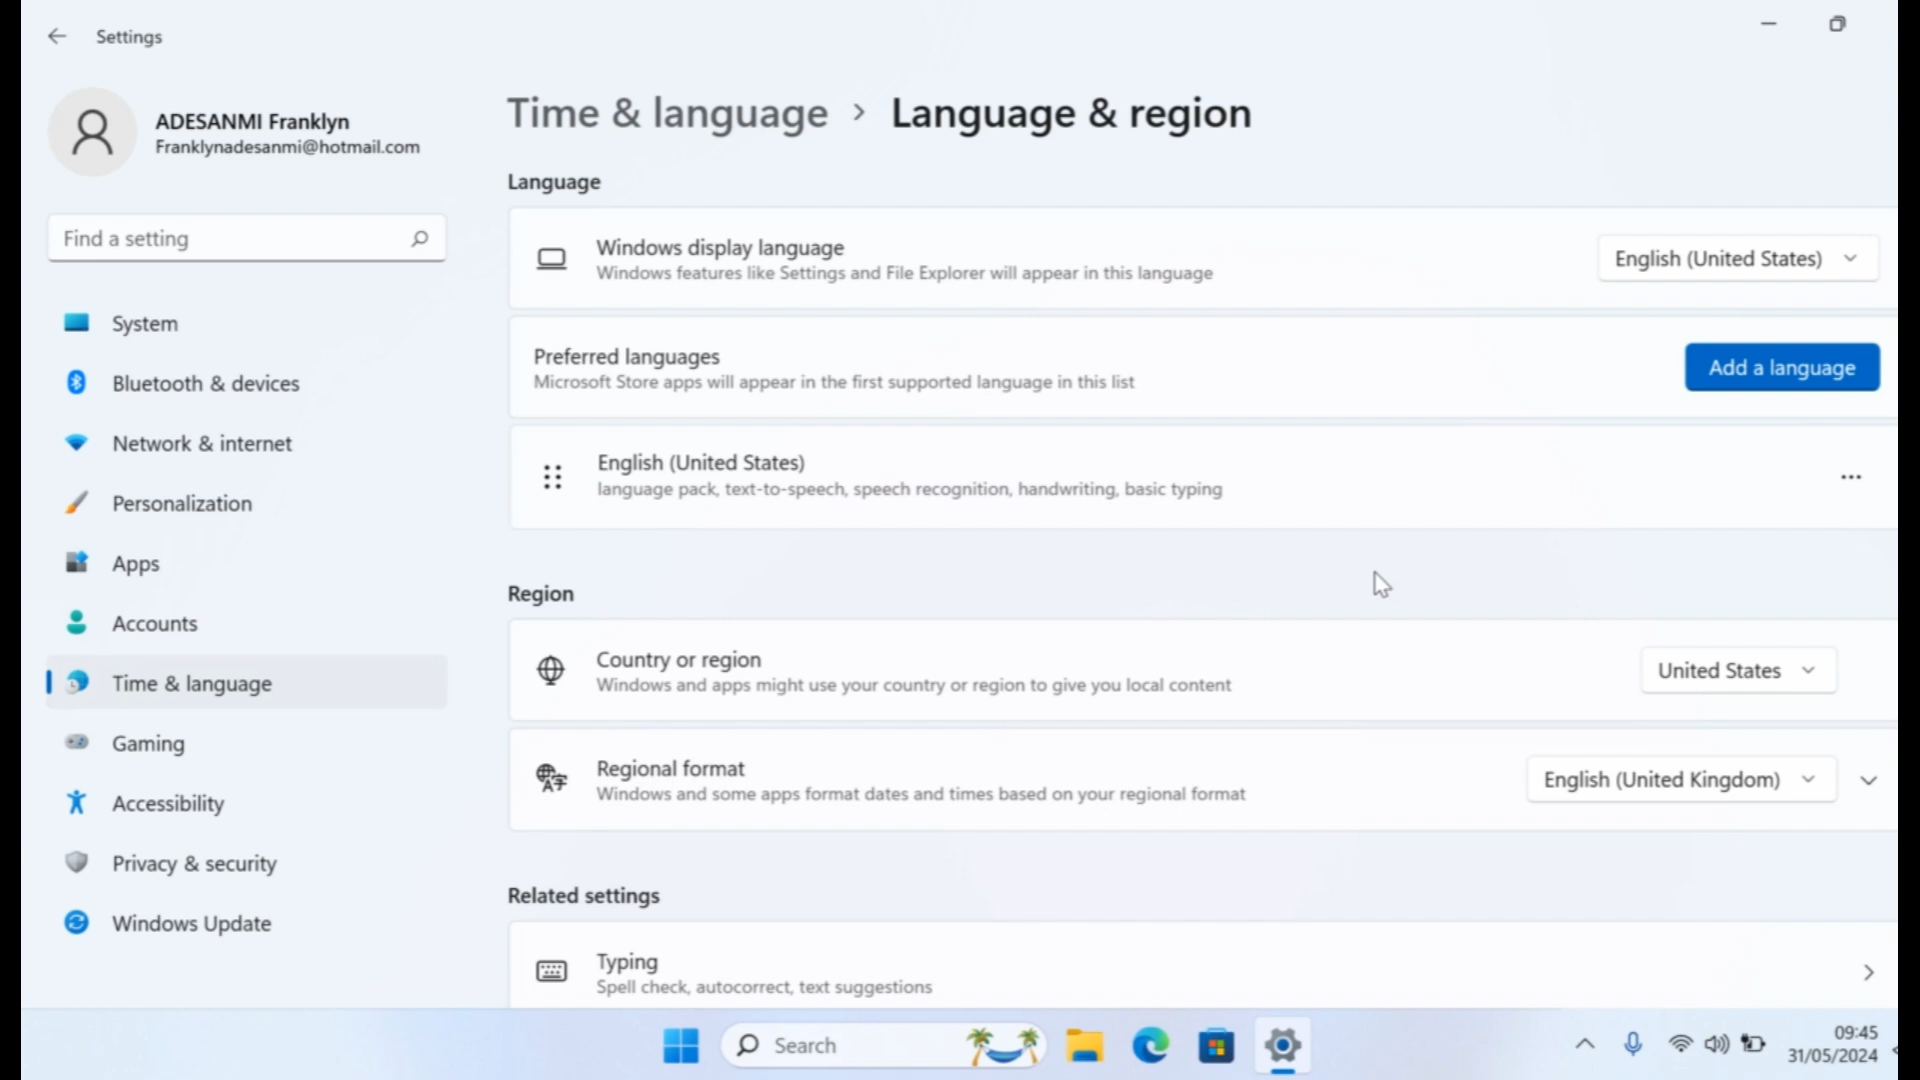 Settings
ADESANMI Franklyn
Franklynadesanmi@hotmail.com
Find a setting
System
Bluetooth & devices
Network & internet
Personalization
Apps
Accounts
Time & language
Gaming
Accessibility
Privacy & security
Windows Update
Time & language > Language & region
Language
Windows display language
Windows features like Settings and File Explorer will appear in this language
English (United States)
Preferred languages
Microsoft Store apps will appear in the first supported language in this list
Add a language
English (United States)
language pack, text-to-speech, speech recognition, handwriting, basic typing
Region
Country or region
Windows and apps might use your country or region to give you local content
United States
Regional format
Windows and some apps format dates and times based on your regional format
English (United Kingdom)
Related settings
Typing
Spell check, autocorrect, text suggestions
Search
09:45
31/05/2024